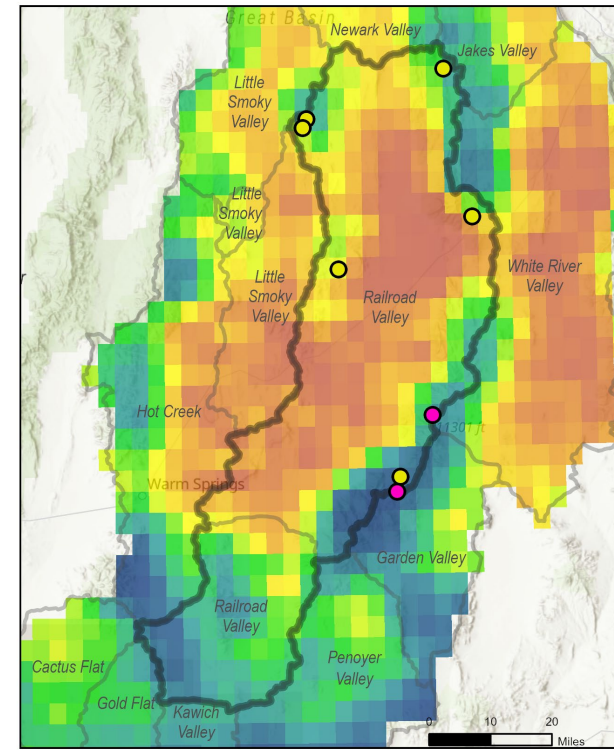 Great Basin
Newark Valley
Jakes Valley
Little
Smoky
Valley
Little
Smoky
Valley
White River
Valley
Little
Smoky
Valley
Railroad
Valley
Hot Creek
11301 ft
Warm Springs
Garden Valley
Railroad
Valley
Cactus Flat
Penoyer
Valley
Gold Flat
Kawich
Valley
0 10 20
Miles